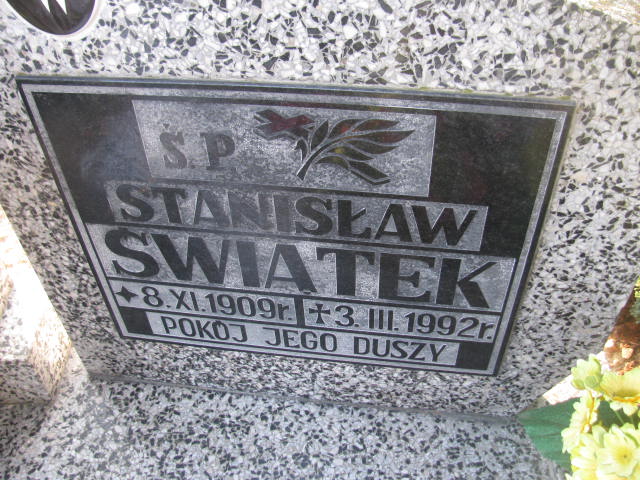 Ś.P.
STANISŁAW
ŚWIĄTEK
8.XI.1909r. 3.III.1992r.
POKÓJ JEGO DUSZY